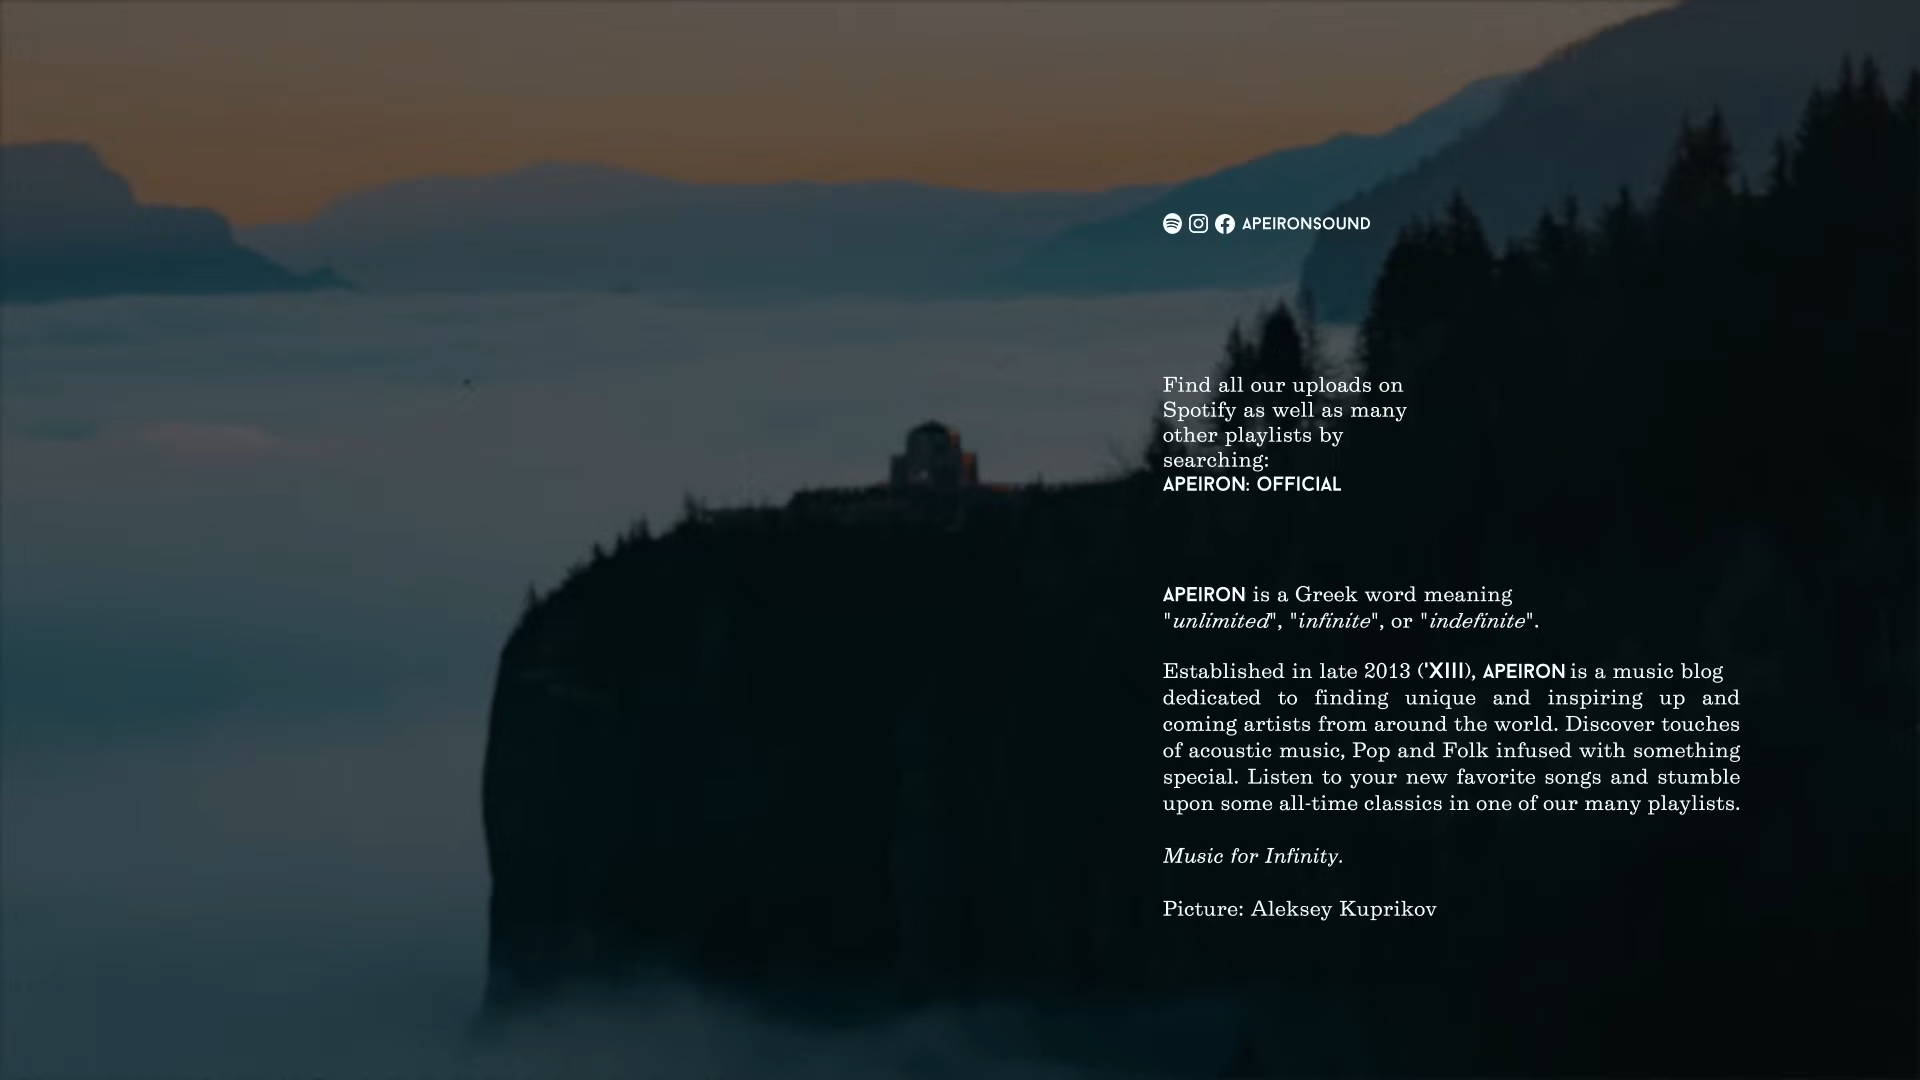 APEIRONSOUND
Find all our uploads on
Spotify as well as many
other playlists by
searching:
APEIRON: OFFICIAL
APEIRON is a Greek word meaning
"unlimited", "infinite", or "indefinite".
Established in late 2013 ('XIII), APEIRON is a music blog
dedicated to finding unique and inspiring up and
coming artists from around the world. Discover touches
of acoustic music, Pop and Folk infused with something
special. Listen to your new favorite songs and stumble
upon some all-time classics in one of our many playlists.
Music for Infinity.
Picture: Aleksey Kuprikov